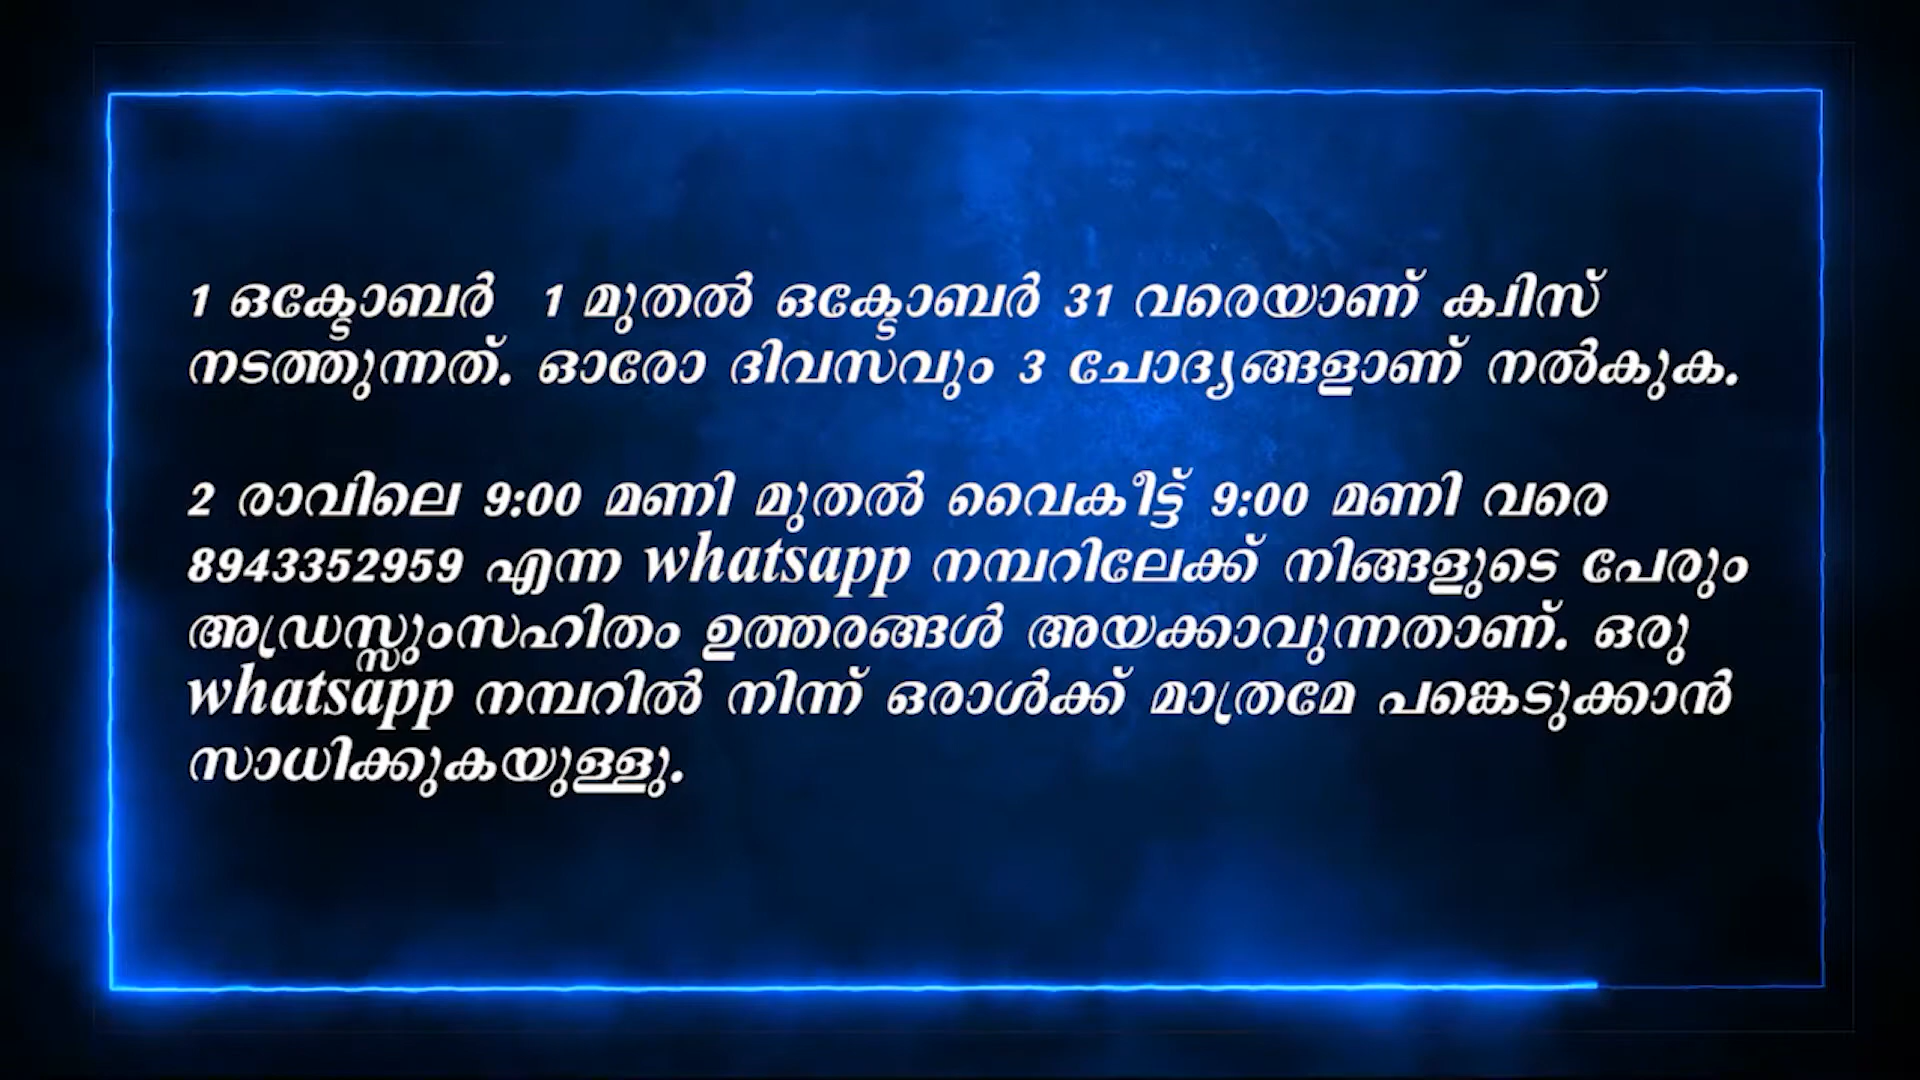 1 ഒക്ടോബർ 1 മുതൽ ഒക്ടോബർ 31 വരെയാണ് ക്വിസ്
നടത്തുന്നത്. ഓരോ ദിവസവും 3 ചോദ്യങ്ങളാണ് നൽകുക.
2 രാവിലെ 9:00 മണി മുതൽ വൈകീട്ട് 9:00 മണി വരെ
8943352959 എന്ന whatsapp നമ്പറിലേക്ക് നിങ്ങളുടെ പേരും
അഡ്രസ്സുംസഹിതം ഉത്തരങ്ങൾ അയക്കാവുന്നതാണ്. ഒരു
whatsapp നമ്പറിൽ നിന്ന് ഒരാൾക്ക് മാത്രമേ പങ്കെടുക്കാൻ
സാധിക്കുകയുള്ളു.